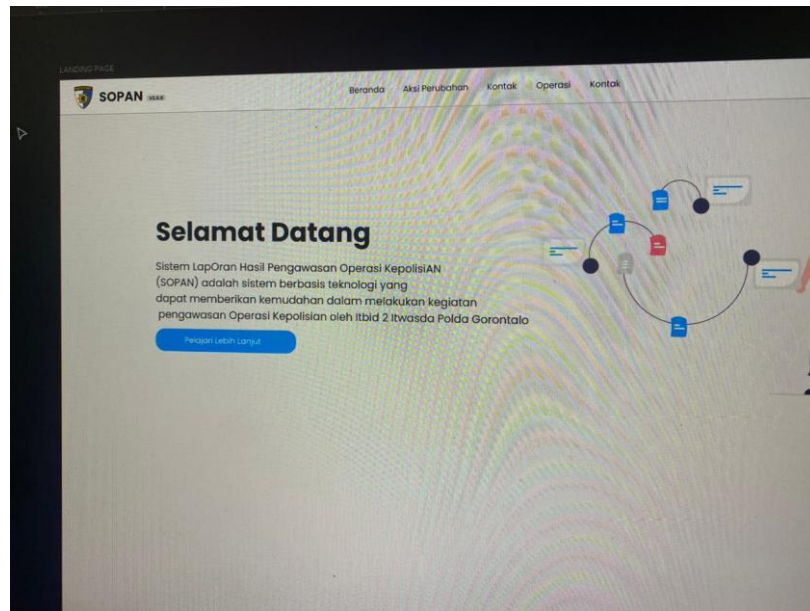 LANDING PAGE
SOPAN
Beranda Aksi Perubahan Kontak Operasi Kontak
Selamat Datang
Sistem LapOran Hasil Pengawasan Operasi KepolisiAN
(SOPAN) adalah sistem berbasis teknologi yang
dapat memberikan kemudahan dalam melakukan kegiatan
pengawasan Operasi Kepolisian oleh Itbid 2 Itwasda Polda Gorontalo
Pelajari Lebih Lanjut